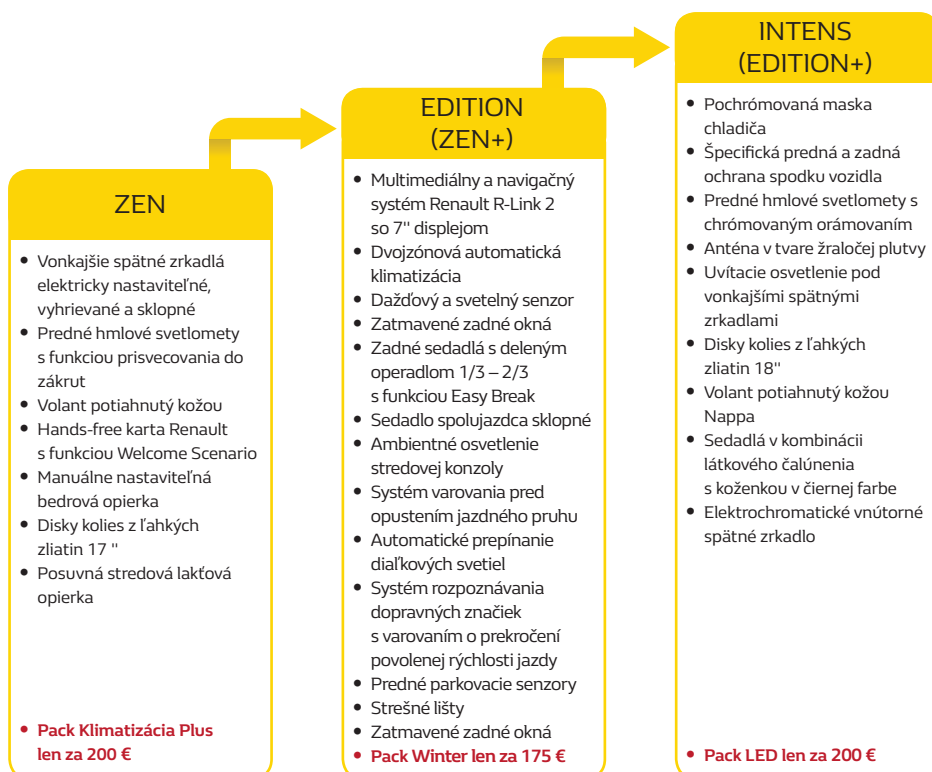 ZEN
• Vonkajšie spätné zrkadlá
elektricky nastaviteľné,
vyhrievané a sklopné
• Predné hmlové svetlomety
s funkciou prisvecovania do
zákrut
• Volant potiahnutý kožou
• Hands-free karta Renault
s funkciou Welcome Scenario
• Manuálne nastaviteľná
bedrová opierka
• Disky kolies z ľahkých
zliatin 17 "
• Posuvná stredová lakťová
opierka
• Pack Klimatizácia Plus
len za 200 €
EDITION
(ZEN+)
• Multimediálny a navigačný
systém Renault R-Link 2
so 7" displejom
• Dvojzónová automatická
klimatizácia
• Dažďový a svetelný senzor
• Zatmavené zadné okná
• Zadné sedadlá s deleným
operadlom 1/3 – 2/3
s funkciou Easy Break
• Sedadlo spolujazdca sklopné
• Ambientné osvetlenie
stredovej konzoly
• Systém varovania pred
opustením jazdného pruhu
• Automatické prepínanie
diaľkových svetiel
• Systém rozpoznávania
dopravných značiek
s varovaním o prekročení
povolenej rýchlosti jazdy
• Predné parkovacie senzory
• Strešné lišty
• Zatmavené zadné okná
• Pack Winter len za 175 €
INTENS
(EDITION+)
• Pochrómovaná maska
chladiča
• Špecifická predná a zadná
ochrana spodku vozidla
• Predné hmlové svetlomety s
chrómovaným orámovaním
• Anténa v tvare žraločej plutvy
• Uvítacie osvetlenie pod
vonkajšími spätnými
zrkadlami
• Disky kolies z ľahkých
zliatin 18"
• Volant potiahnutý kožou
Nappa
• Sedadlá v kombinácii
látkového čalúnenia
s koženkou v čiernej farbe
• Elektrochromatické vnútorné
spätné zrkadlo
• Pack LED len za 200 €